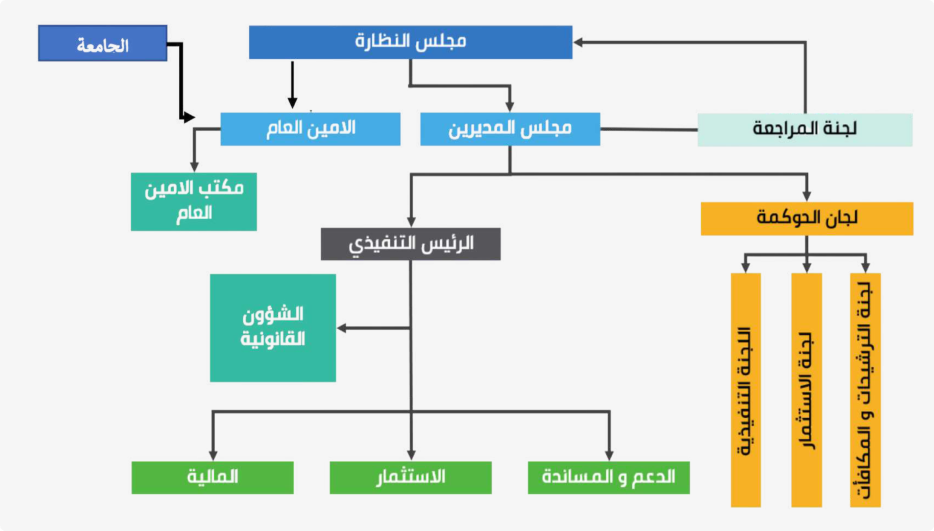 مجلس النظارة
الجامعة
لجنة المراجعة
مجلس المديرين
الامين العام
مكتب الامين
العام
لجان الحوكمة
الرئيس التنفيذي
الشؤون
القانونية
لجنة الترشيحات و المكافأت
لجنة الاستثمار
اللجنة التنفيذية
الدعم و المساندة
الاستثمار
المالية